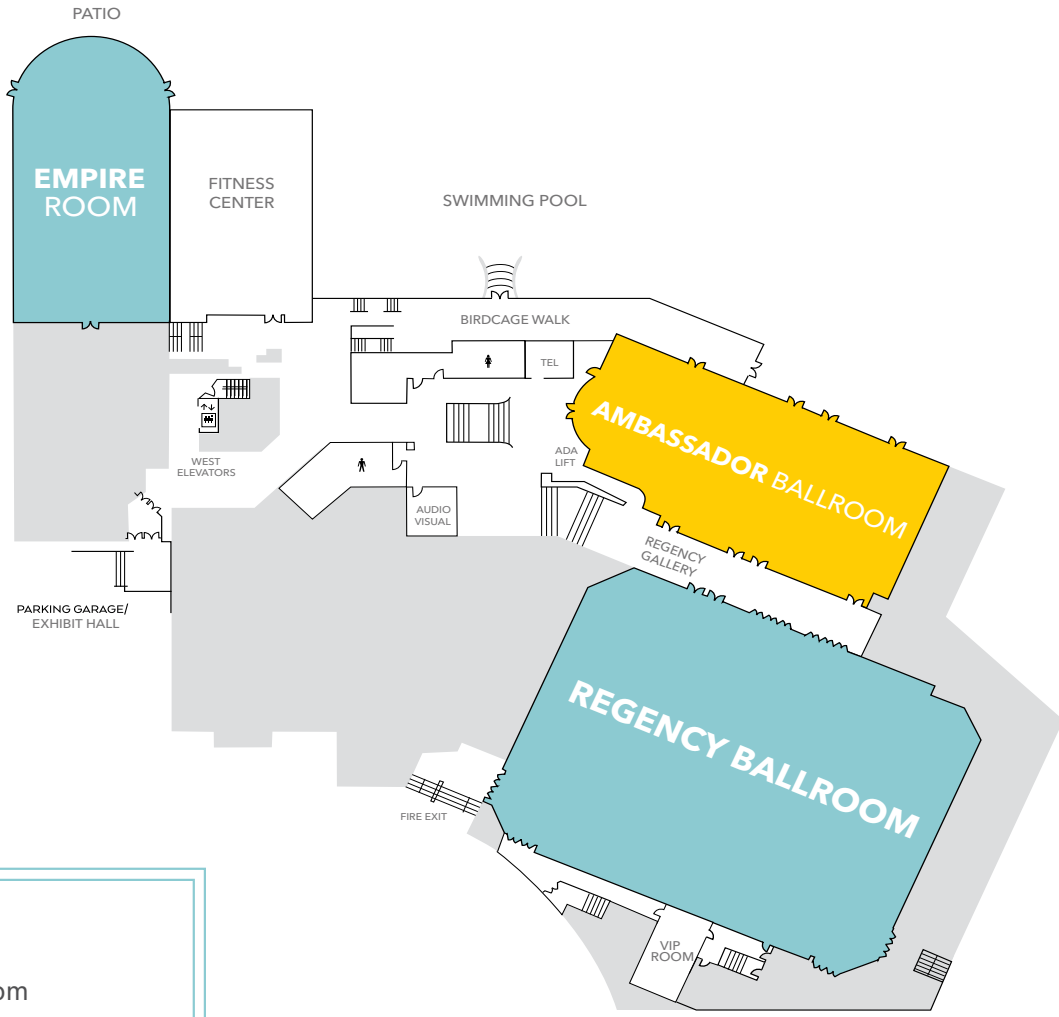 PATIO
EMPIRE
ROOM
FITNESS
CENTER
SWIMMING POOL
BIRDCAGE WALK
TEL
AMBASSADOR BALLROOM
WEST
ELEVATORS
ADA
LIFT
AUDIO
VISUAL
REGENCY
GALLERY
PARKING GARAGE/
EXHIBIT HALL
REGENCY BALLROOM
FIRE EXIT
VIP
ROOM
om